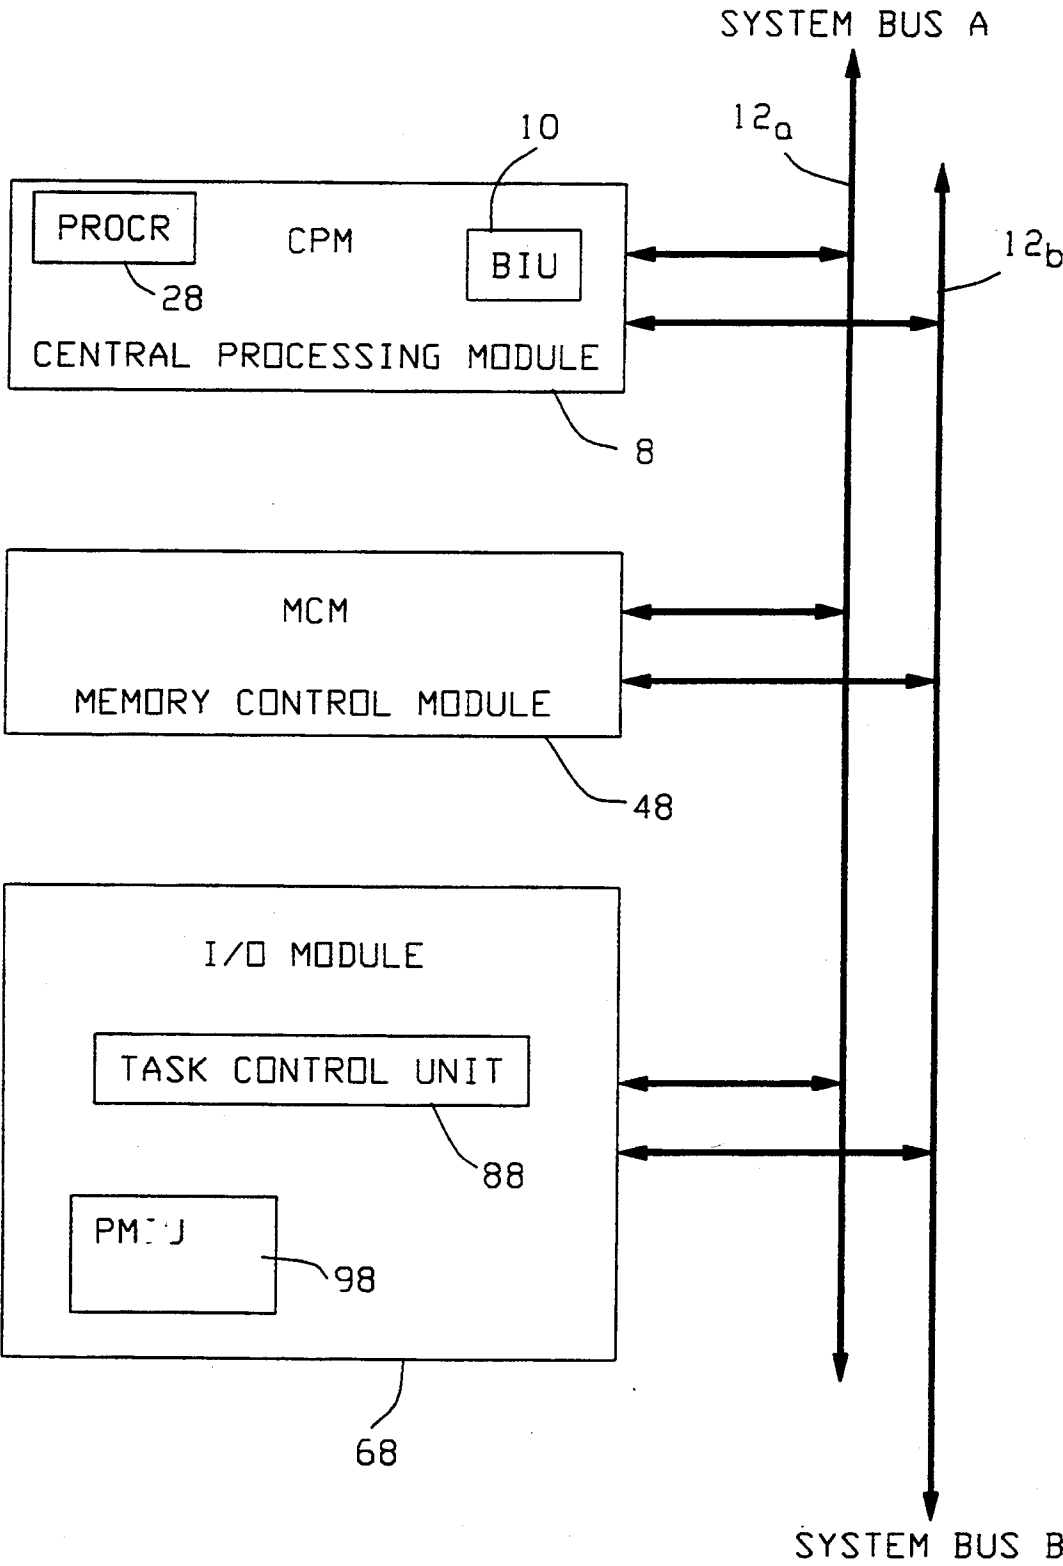 SYSTEM BUS A
12a
10
PROCR
CPM
BIU
12b
28
CENTRAL PROCESSING MODULE
8
MCM
MEMORY CONTROL MODULE
48
I/O MODULE
TASK CONTROL UNIT
88
98
68
SYSTEM BUS B